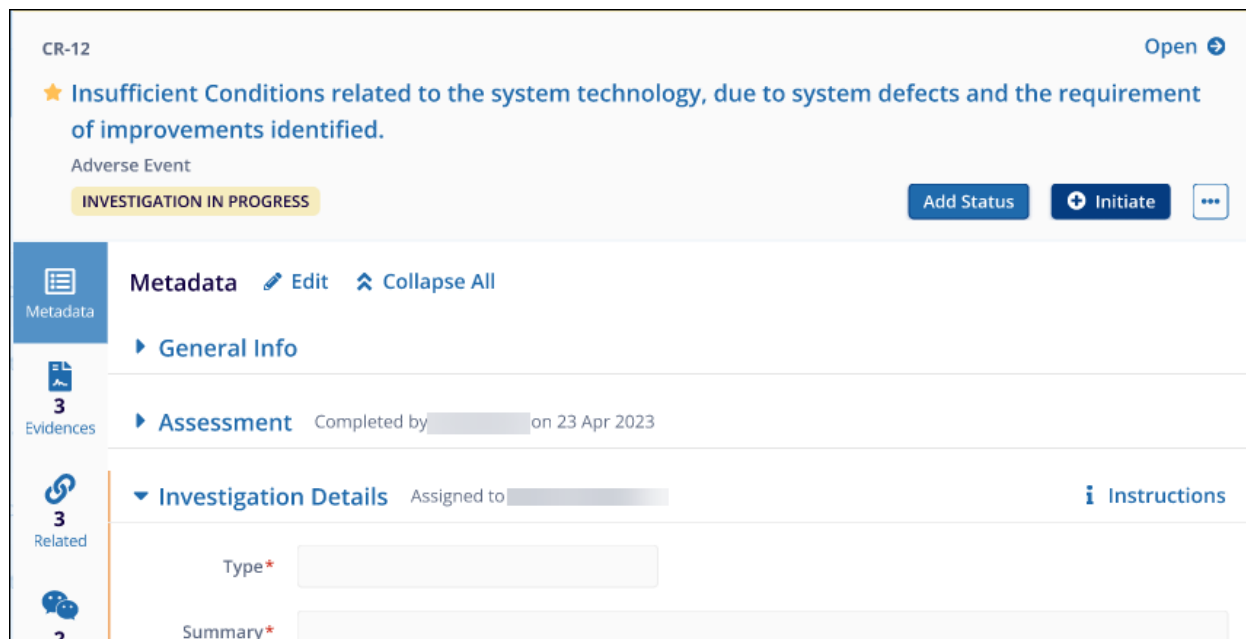 CR-12
Open
Insufficient Conditions related to the system technology, due to system defects and the requirement
of improvements identified.
Adverse Event
INVESTIGATION IN PROGRESS
Add Status
Initiate
Metadata
Metadata
Edit
Collapse All
General Info
3
Evidences
Assessment
Completed by
on 23 Apr 2023
3
Related
Investigation Details
Assigned to
Instructions
Type*
Summary*